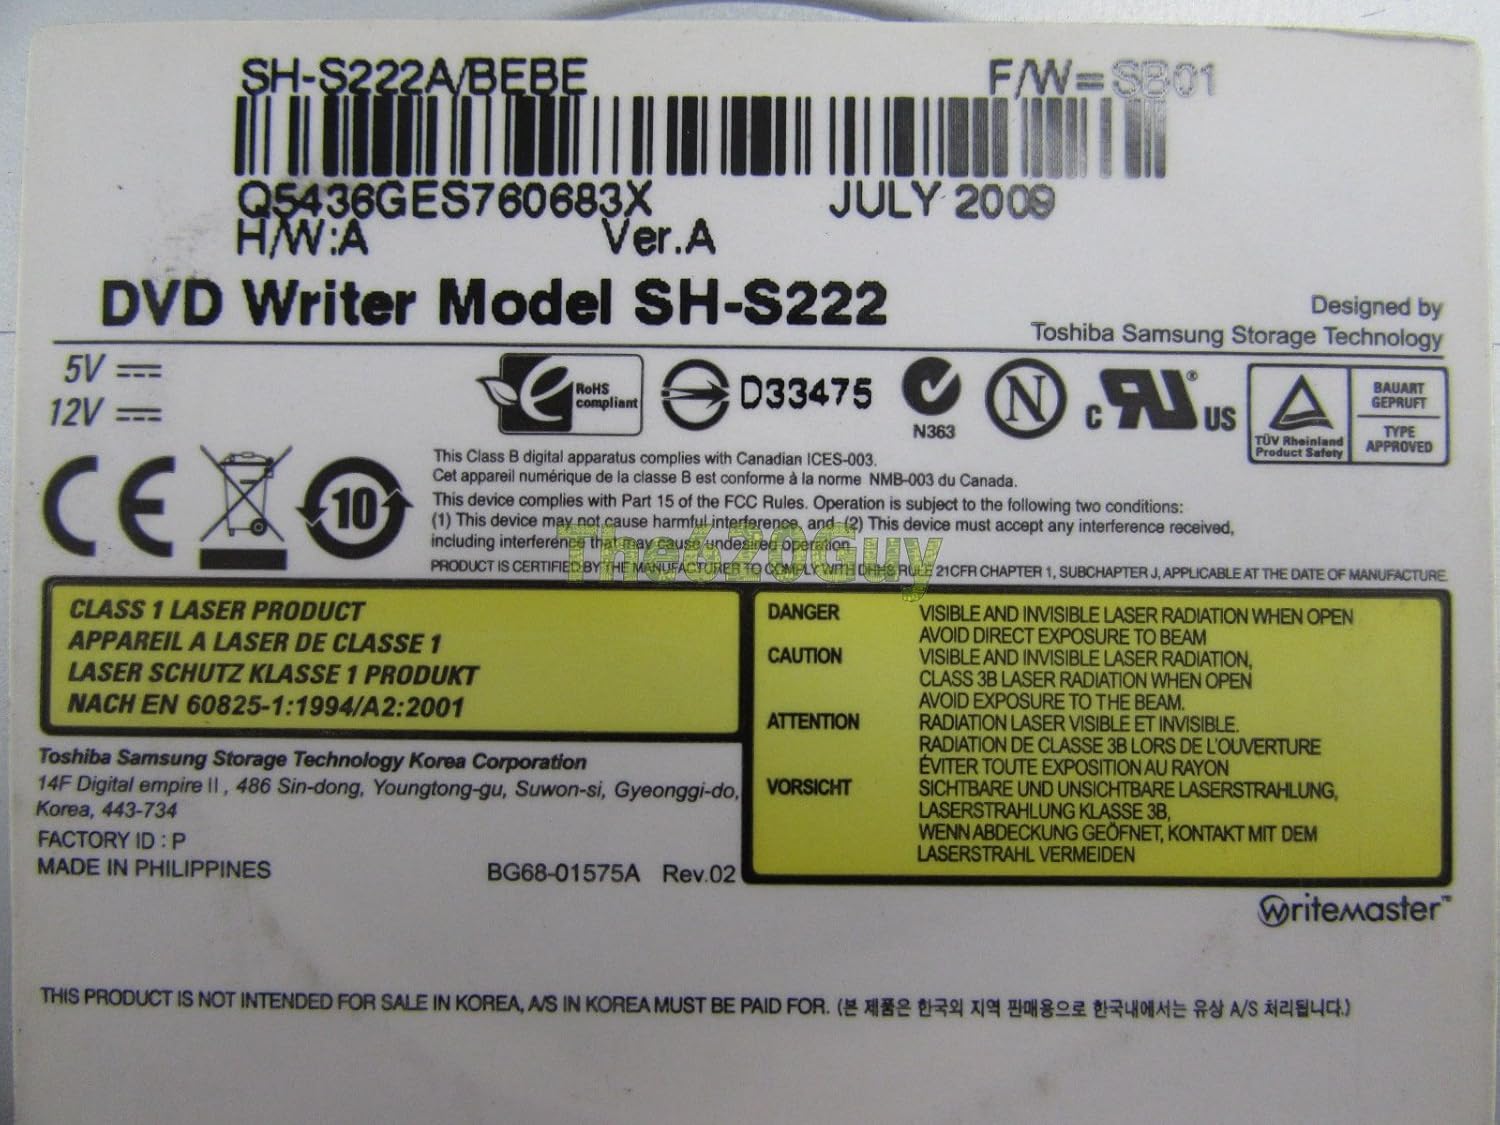 SH-S222A/BEBE F/W=SB01
Q5436GES760683X JULY 2009
H/W:A Ver.A
DVD Writer Model SH-S222
Designed by
Toshiba Samsung Storage Technology
5V
12V
RoHS
compliant
D33475
N363
N
C UR® US
TÜV Rheinland
Product Safety
BAUART
GEPRUFT
TYPE
APPROVED
CE
10
This Class B digital apparatus complies with Canadian ICES-003.
Cet appareil numérique de la classe B est conforme à la norme NMB-003 du Canada.
This device complies with Part 15 of the FCC Rules. Operation is subject to the following two conditions:
(1) This device may not cause harmful interference, and (2) This device must accept any interference received,
including interference that may cause undesired operation
PRODUCT IS CERTIFIED BY THE MANUFACTURER TO COMPLY WITH DHHS RULE 21CFR CHAPTER 1, SUBCHAPTER J, APPLICABLE AT THE DATE OF MANUFACTURE
The620Guy
CLASS 1 LASER PRODUCT
APPAREIL A LASER DE CLASSE 1
LASER SCHUTZ KLASSE 1 PRODUKT
NACH EN 60825-1:1994/A2:2001
DANGER VISIBLE AND INVISIBLE LASER RADIATION WHEN OPEN
AVOID DIRECT EXPOSURE TO BEAM
CAUTION VISIBLE AND INVISIBLE LASER RADIATION,
CLASS 3B LASER RADIATION WHEN OPEN
AVOID EXPOSURE TO THE BEAM.
ATTENTION RADIATION LASER VISIBLE ET INVISIBLE.
RADIATION DE CLASSE 3B LORS DE L'OUVERTURE
ÉVITER TOUTE EXPOSITION AU RAYON
VORSICHT SICHTBARE UND UNSICHTBARE LASERSTRAHLUNG,
LASERSTRAHLUNG KLASSE 3B,
WENN ABDECKUNG GEÖFNET, KONTAKT MIT DEM
LASERSTRAHL VERMEIDEN
Toshiba Samsung Storage Technology Korea Corporation
14F Digital empire II, 486 Sin-dong, Youngtong-gu, Suwon-si, Gyeonggi-do,
Korea, 443-734
FACTORY ID : P
MADE IN PHILIPPINES BG68-01575A Rev.02
Writemaster™
THIS PRODUCT IS NOT INTENDED FOR SALE IN KOREA, A/S IN KOREA MUST BE PAID FOR. (본 제품은 한국외 지역 판매용으로 한국내에서는 유상 A/S 처리됩니다.)